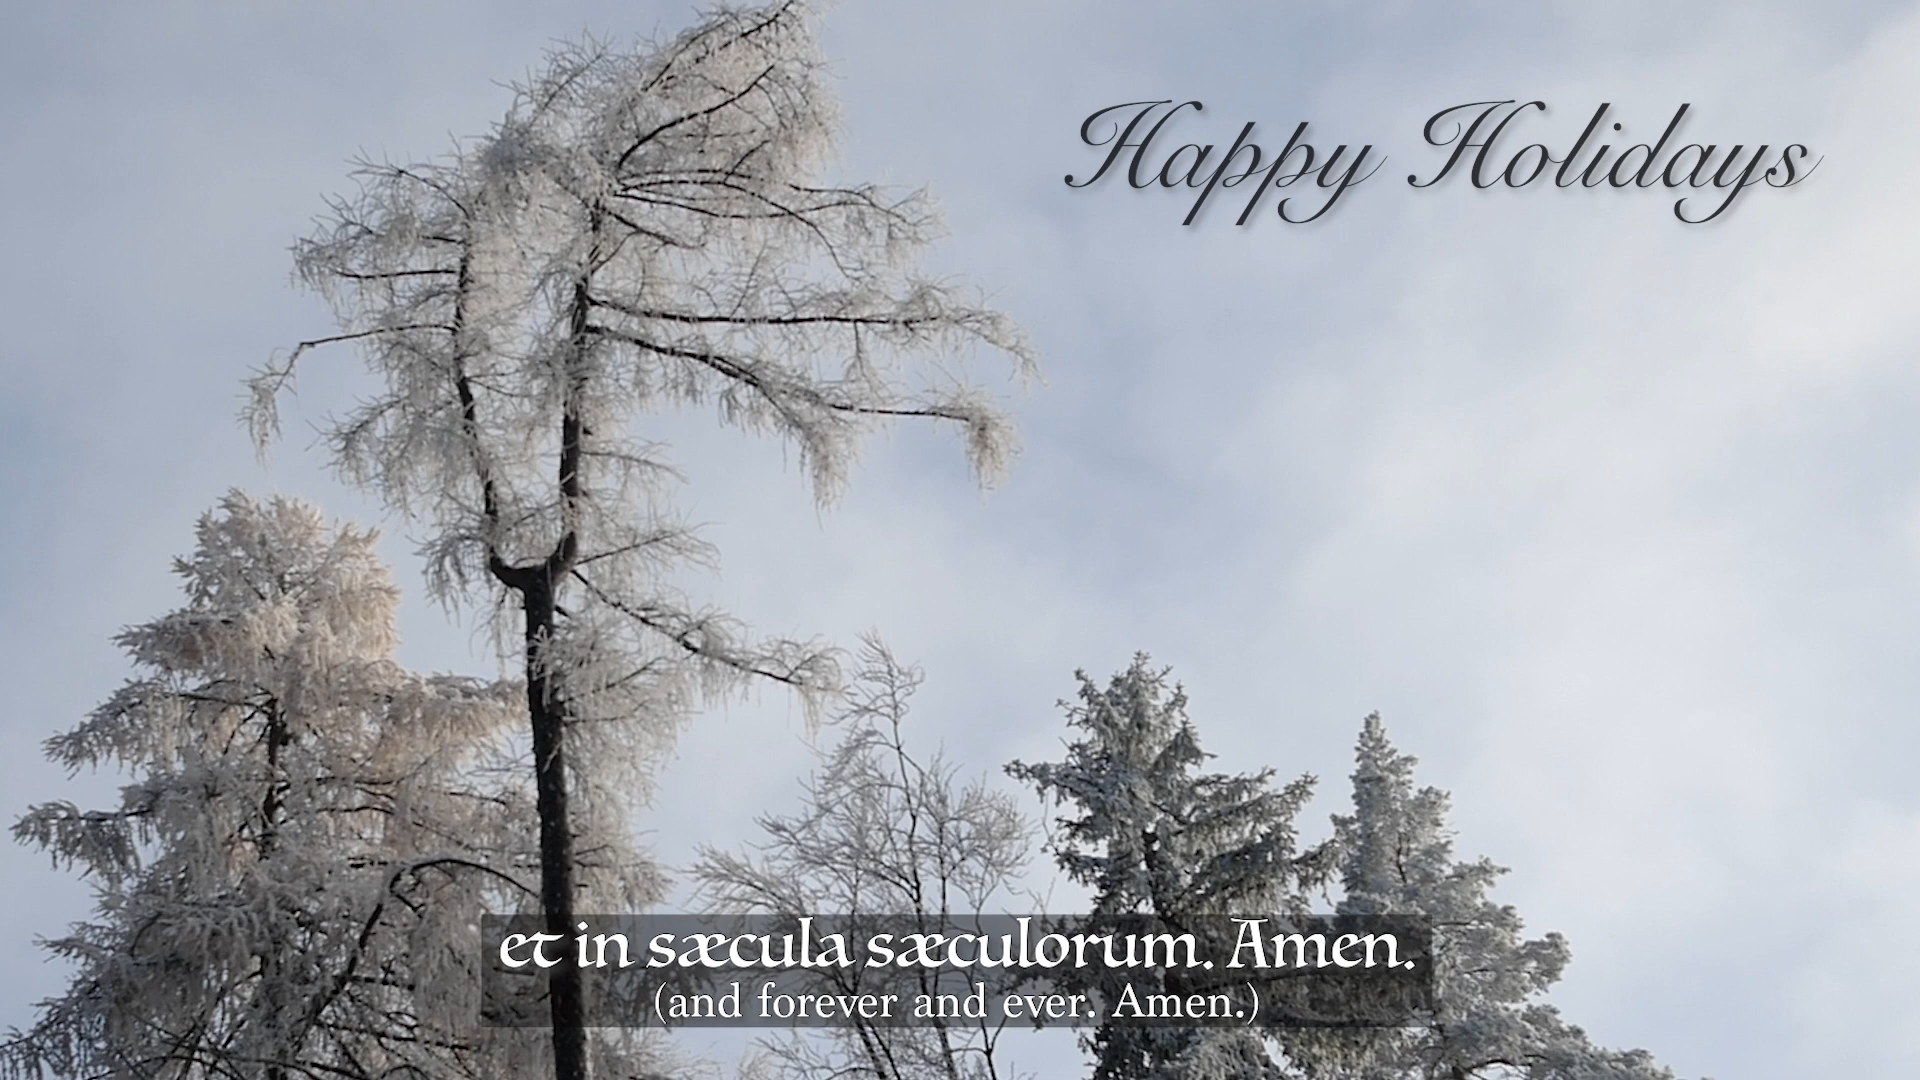 Happy Holidays
et in sæcula sæculorum. Amen.
(and forever and ever. Amen.)